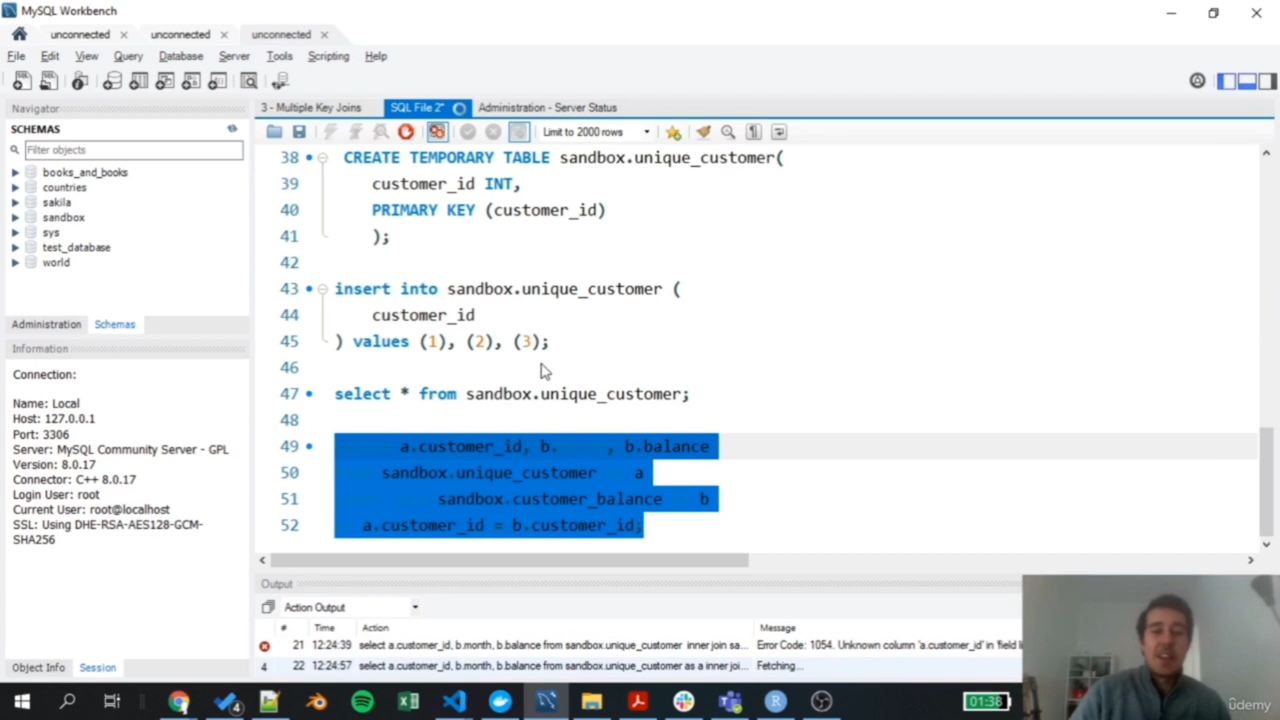 MySQL Workbench
unconnected × unconnected × unconnected ×
File Edit View Query Database Server Tools Scripting Help
Navigator
SCHEMAS
Filter objects
books_and_books
countries
sakila
sandbox
sys
test_database
world
Administration Schemas
Information
Connection:
Name: Local
Host: 127.0.0.1
Port: 3306
Server: MySQL Community Server - GPL
Version: 8.0.17
Connector: C++ 8.0.17
Login User: root
Current User: root@localhost
SSL: Using DHE-RSA-AES128-GCM-
SHA256
Object Info Session
3 - Multiple Key Joins SQL File 2* Administration - Server Status
Limit to 2000 rows
38 CREATE TEMPORARY TABLE sandbox.unique_customer(
39 customer_id INT,
40 PRIMARY KEY (customer_id)
41 );
42
43 insert into sandbox.unique_customer (
44 customer_id
45 ) values (1), (2), (3);
46
47 select * from sandbox.unique_customer;
48
49 a.customer_id, b. , b.balance
50 sandbox.unique_customer a
51 sandbox.customer_balance b
52 a.customer_id = b.customer_id;
Output
Action Output
# Time Action Message
21 12:24:39 select a.customer_id, b.month, b.balance from sandbox.unique_customer inner join sa... Error Code: 1054. Unknown column 'a.customer_id' in 'field l
4 22 12:24:57 select a.customer_id, b.month, b.balance from sandbox.unique_customer as a inner joi... Fetching...
4
01:38
ûdemy